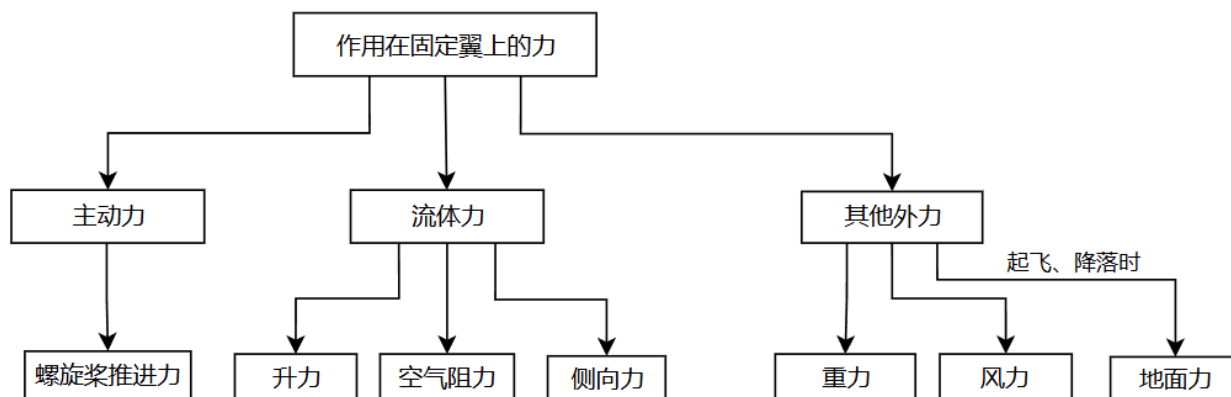 作用在固定翼上的力
主动力
流体力
其他外力
起飞、降落时
螺旋桨推进力
升力
空气阻力
侧向力
重力
风力
地面力